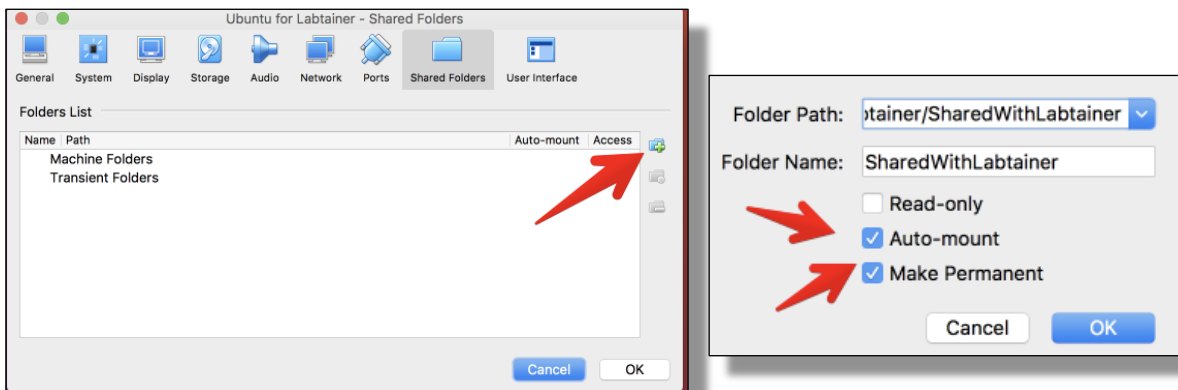 Ubuntu for Labtainer - Shared Folders
General System Display Storage Audio Network Ports Shared Folders User Interface
Folders List
Name Path Auto-mount Access
Machine Folders
Transient Folders
Cancel OK
Folder Path: otainer/SharedWithLabtainer
Folder Name: SharedWithLabtainer
Read-only
Auto-mount
Make Permanent
Cancel OK